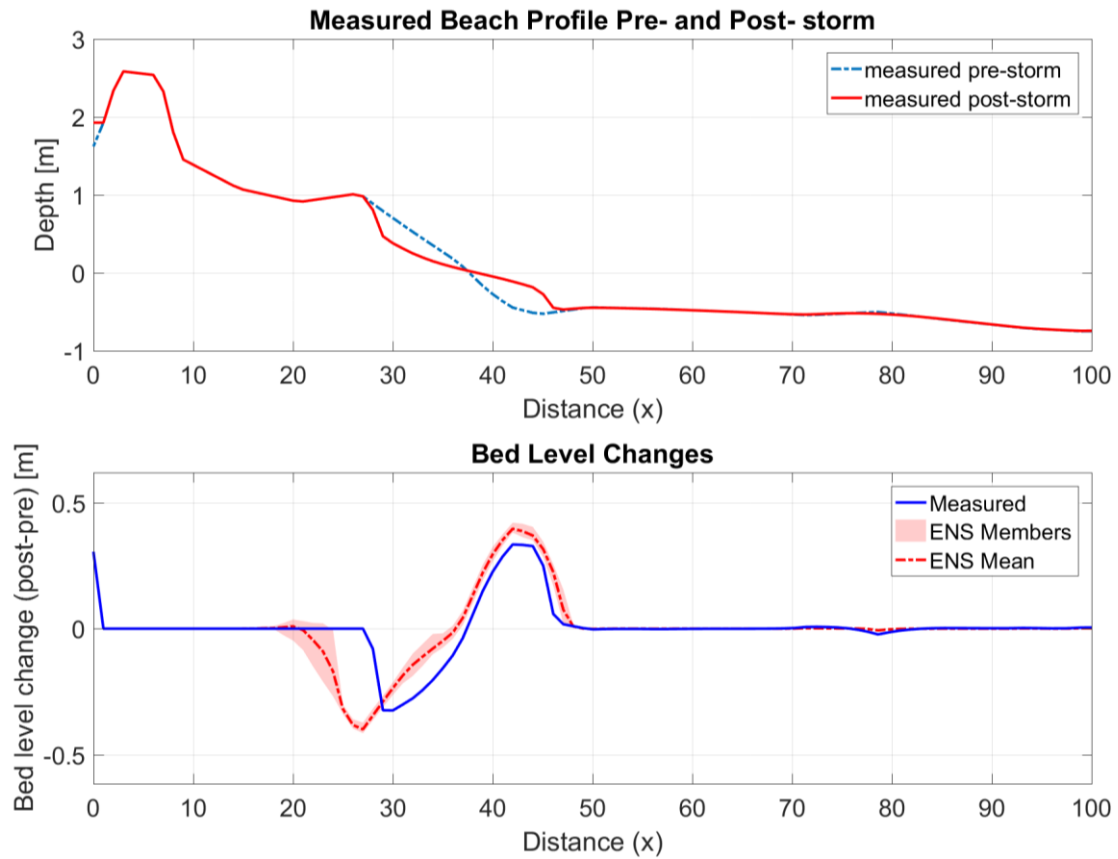 Measured Beach Profile Pre- and Post- storm
3
2
1
0
-1
Depth [m]
measured pre-storm
measured post-storm
0 10 20 30 40 50 60 70 80 90 100
Distance (x)
Bed Level Changes
0.5
0
-0.5
Bed level change (post-pre) [m]
Measured
ENS Members
ENS Mean
0 10 20 30 40 50 60 70 80 90 100
Distance (x)